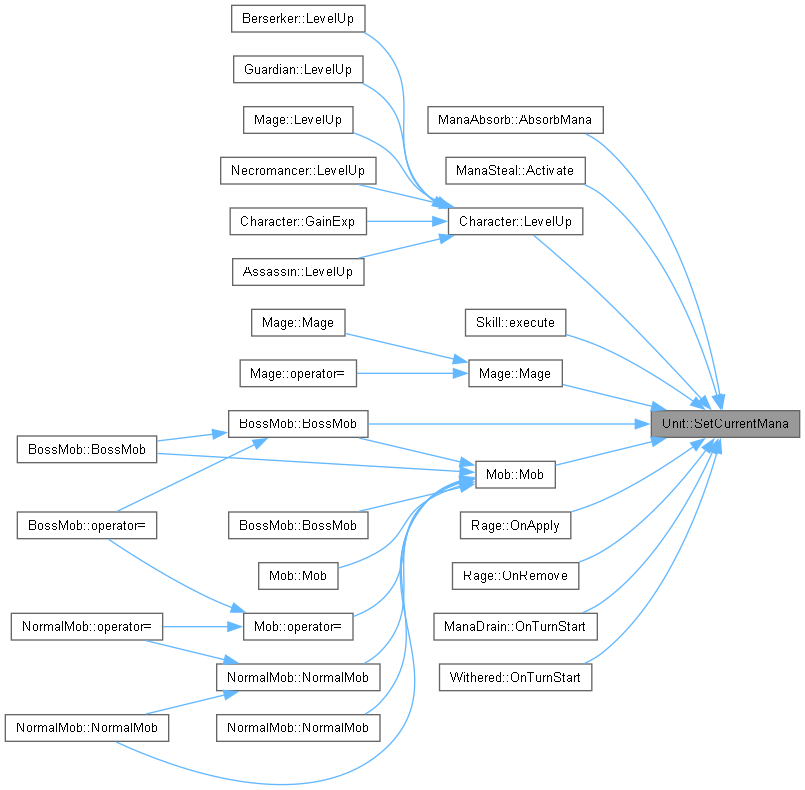 Berserker::LevelUp
Guardian::LevelUp
Mage::LevelUp
ManaAbsorb::AbsorbMana
Necromancer::LevelUp
ManaSteal::Activate
Character::GainExp
Character::LevelUp
Assassin::LevelUp
Mage::Mage
Skill::execute
Mage::operator=
Mage::Mage
BossMob::BossMob
Unit::SetCurrentMana
BossMob::BossMob
Mob::Mob
BossMob::operator=
BossMob::BossMob
Rage::OnApply
Mob::Mob
Rage::OnRemove
NormalMob::operator=
Mob::operator=
ManaDrain::OnTurnStart
NormalMob::NormalMob
Withered::OnTurnStart
NormalMob::NormalMob
NormalMob::NormalMob